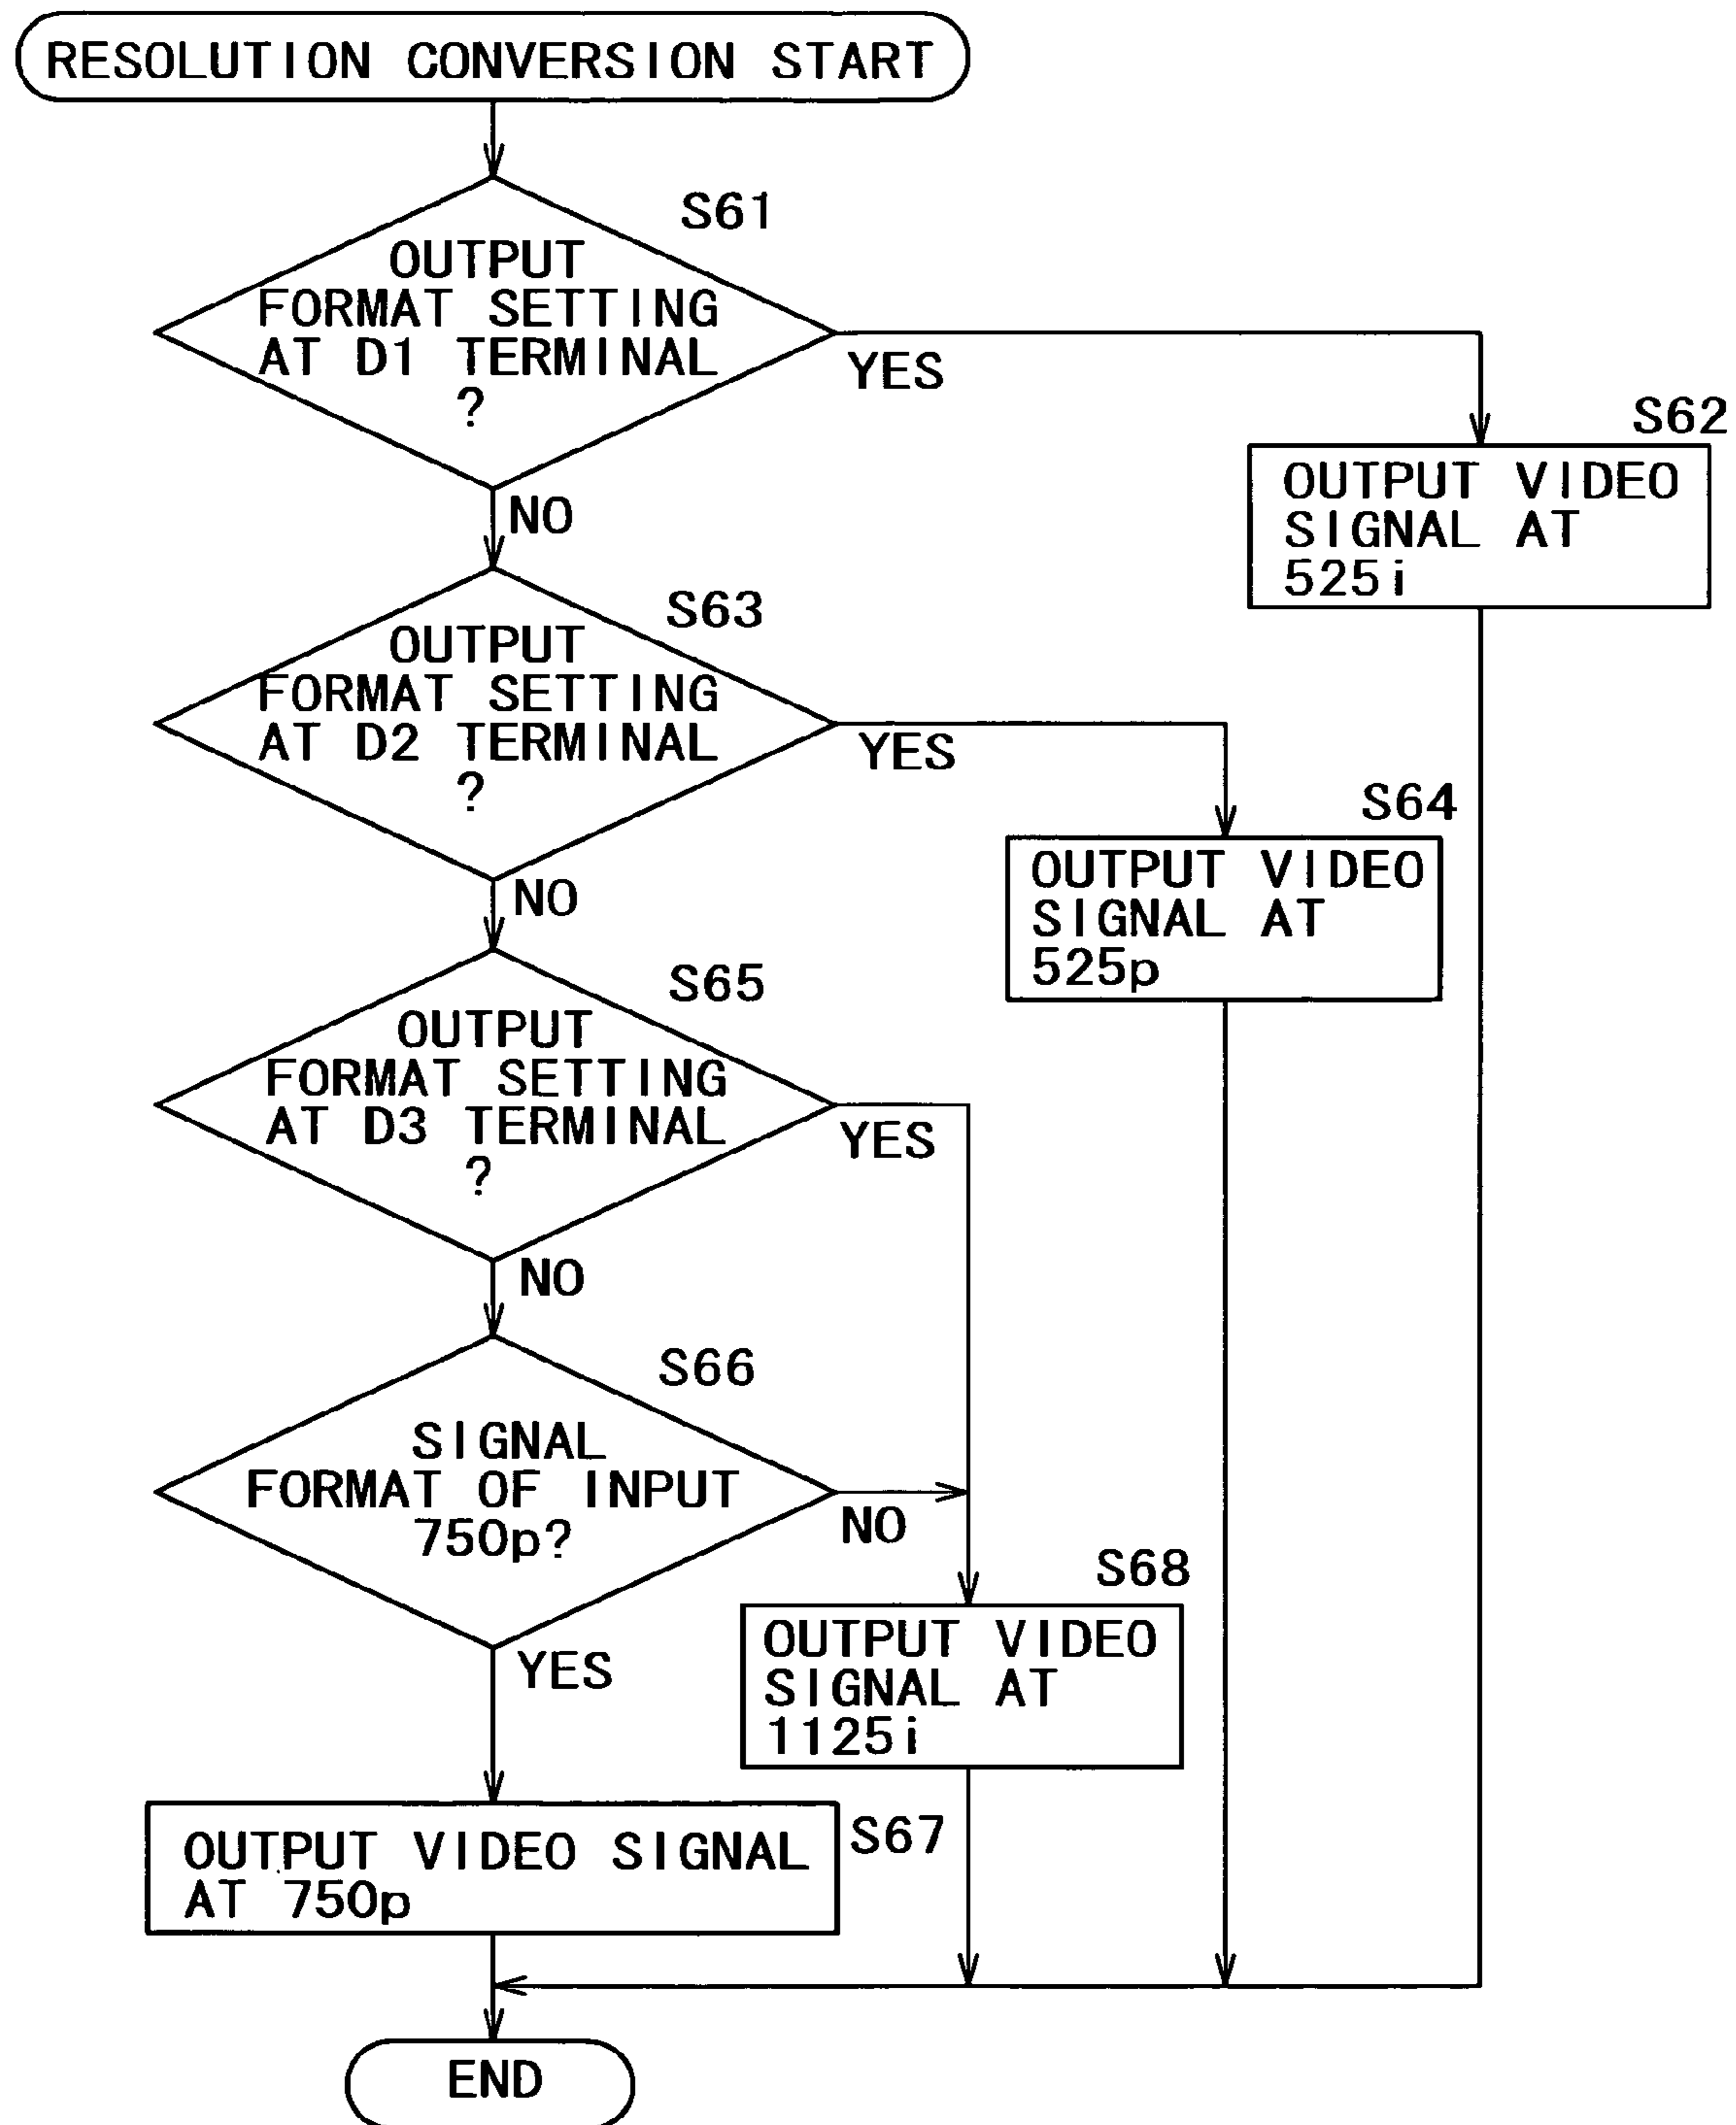 RESOLUTION CONVERSION START
S61
OUTPUT
FORMAT SETTING
AT D1 TERMINAL
?
YES
S62
OUTPUT VIDEO
SIGNAL AT
525i
NO
S63
OUTPUT
FORMAT SETTING
AT D2 TERMINAL
?
YES
S64
OUTPUT VIDEO
SIGNAL AT
525p
NO
S65
OUTPUT
FORMAT SETTING
AT D3 TERMINAL
?
YES
NO
S66
SIGNAL
FORMAT OF INPUT
750p?
NO
S68
OUTPUT VIDEO
SIGNAL AT
1125i
YES
S67
OUTPUT VIDEO SIGNAL
AT 750p
END